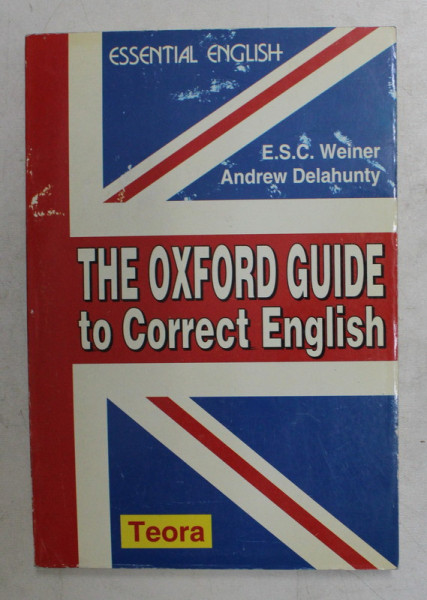 ESSENTIAL ENGLISH
E.S.C. Weiner
Andrew Delahunty
THE OXFORD GUIDE
to Correct English
Teora